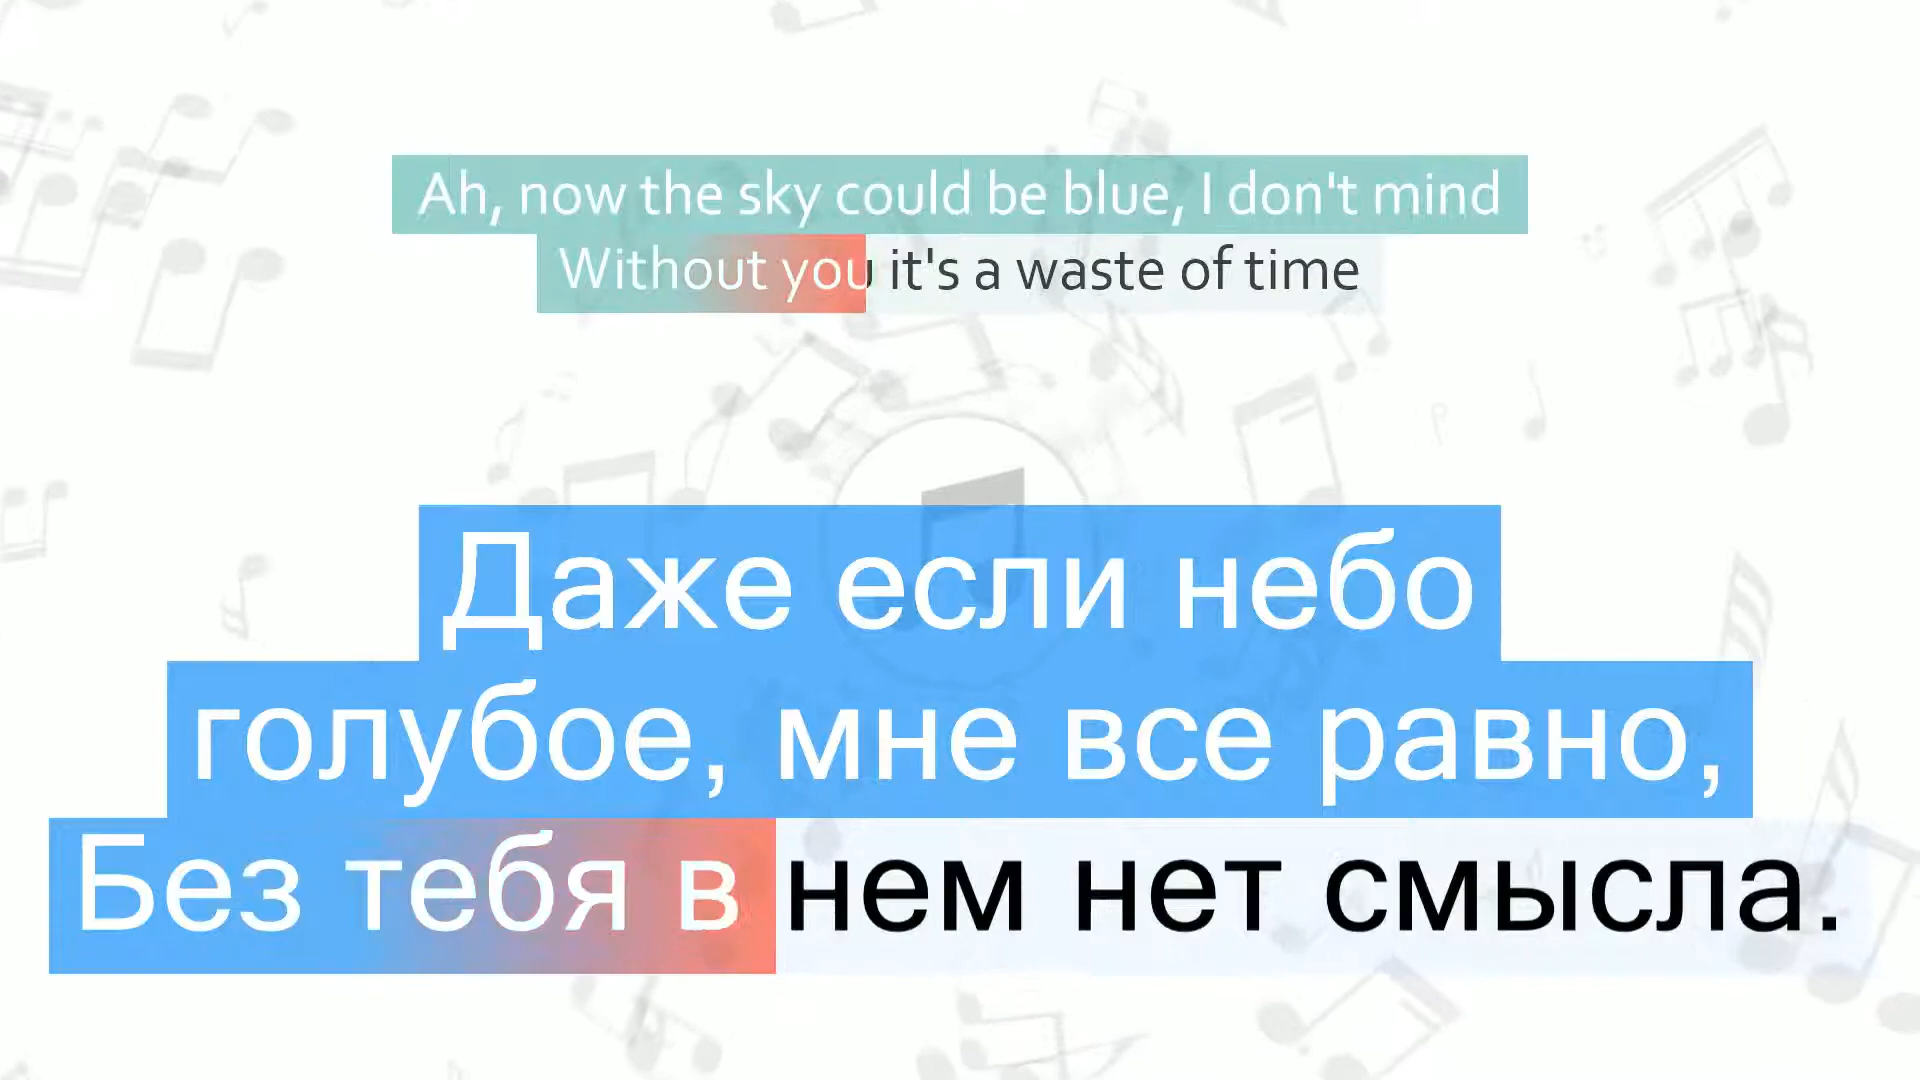 Ah, now the sky could be blue, I don't mind
Without you it's a waste of time
Даже если небо
голубое, мне все равно,
Без тебя в нем нет смысла.